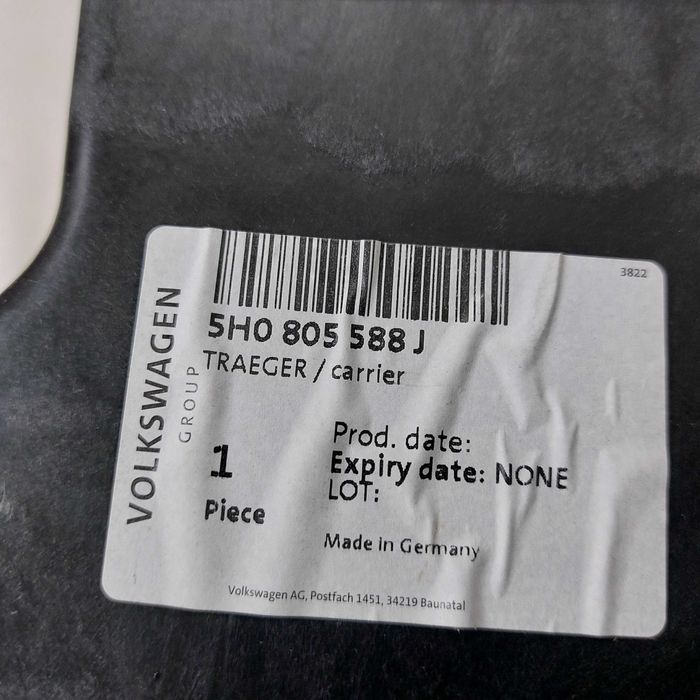 3822
5H0 805 588 J
TRAEGER / carrier
VOLKSWAGEN
GROUP
1
Piece
Prod. date:
Expiry date: NONE
LOT:
Made in Germany
Volkswagen AG, Postfach 1451, 34219 Baunatal